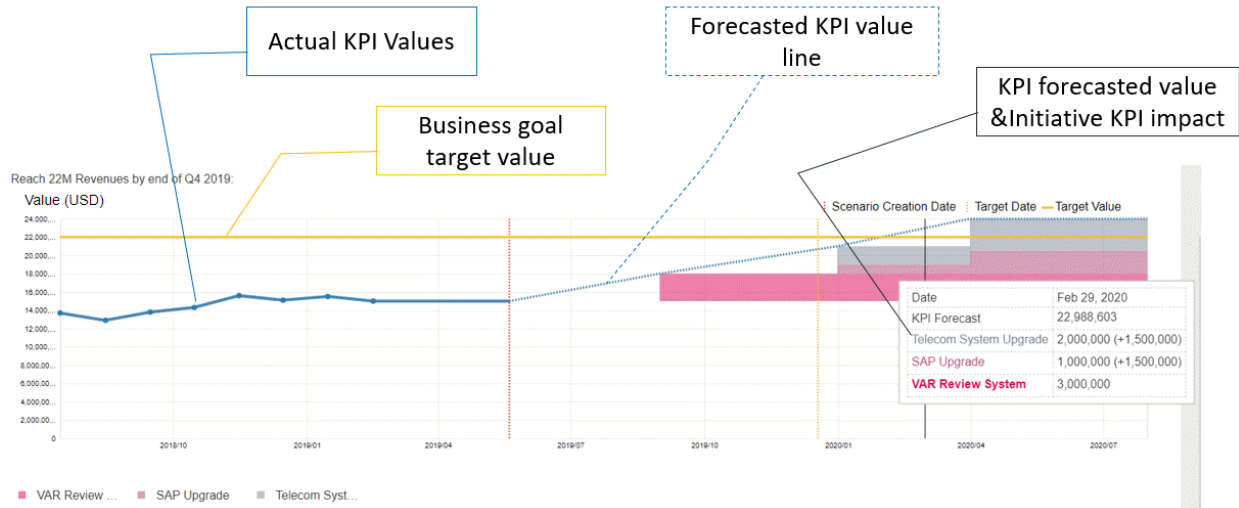 Actual KPI Values
Forecasted KPI value
line
KPI forecasted value
&Initiative KPI impact
Business goal
target value
Reach 22M Revenues by end of Q4 2019:
Value (USD)
Scenario Creation Date Target Date Target Value
24,000,...
22,000,...
20,000,...
18,000,...
16,000,...
14,000,...
12,000,...
10,000,...
8,000.00...
6,000.00...
4,000.00...
2,000.00...
0
Date Feb 29, 2020
KPI Forecast 22,988,603
Telecom System Upgrade 2,000,000 (+1,500,000)
SAP Upgrade 1,000,000 (+1,500,000)
VAR Review System 3,000,000
2018/10 2019/01 2019/04 2019/07 2019/10 2020/01 2020/04 2020/07
VAR Review ... SAP Upgrade Telecom Syst...